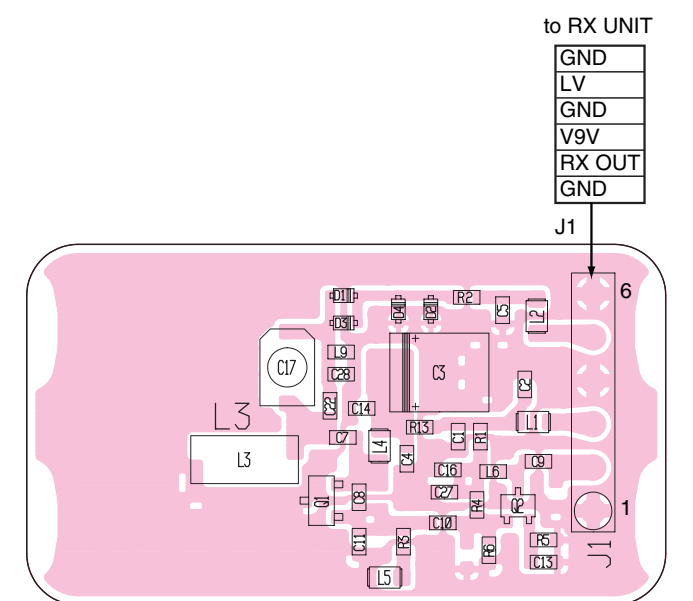 to RX UNIT
GND
LV
GND
V9V
RX OUT
GND
J1
6
D1
D4
D2
R2
C5
L2
D3
L9
C17
C28
C3
C22
C14
C2
L3
R13
L1
C7
L4
C1
R1
L3
C4
C16
L6
C9
Q1
C8
C27
R4
Q2
1
C10
C11
R3
R6
R5
J1
C13
L5